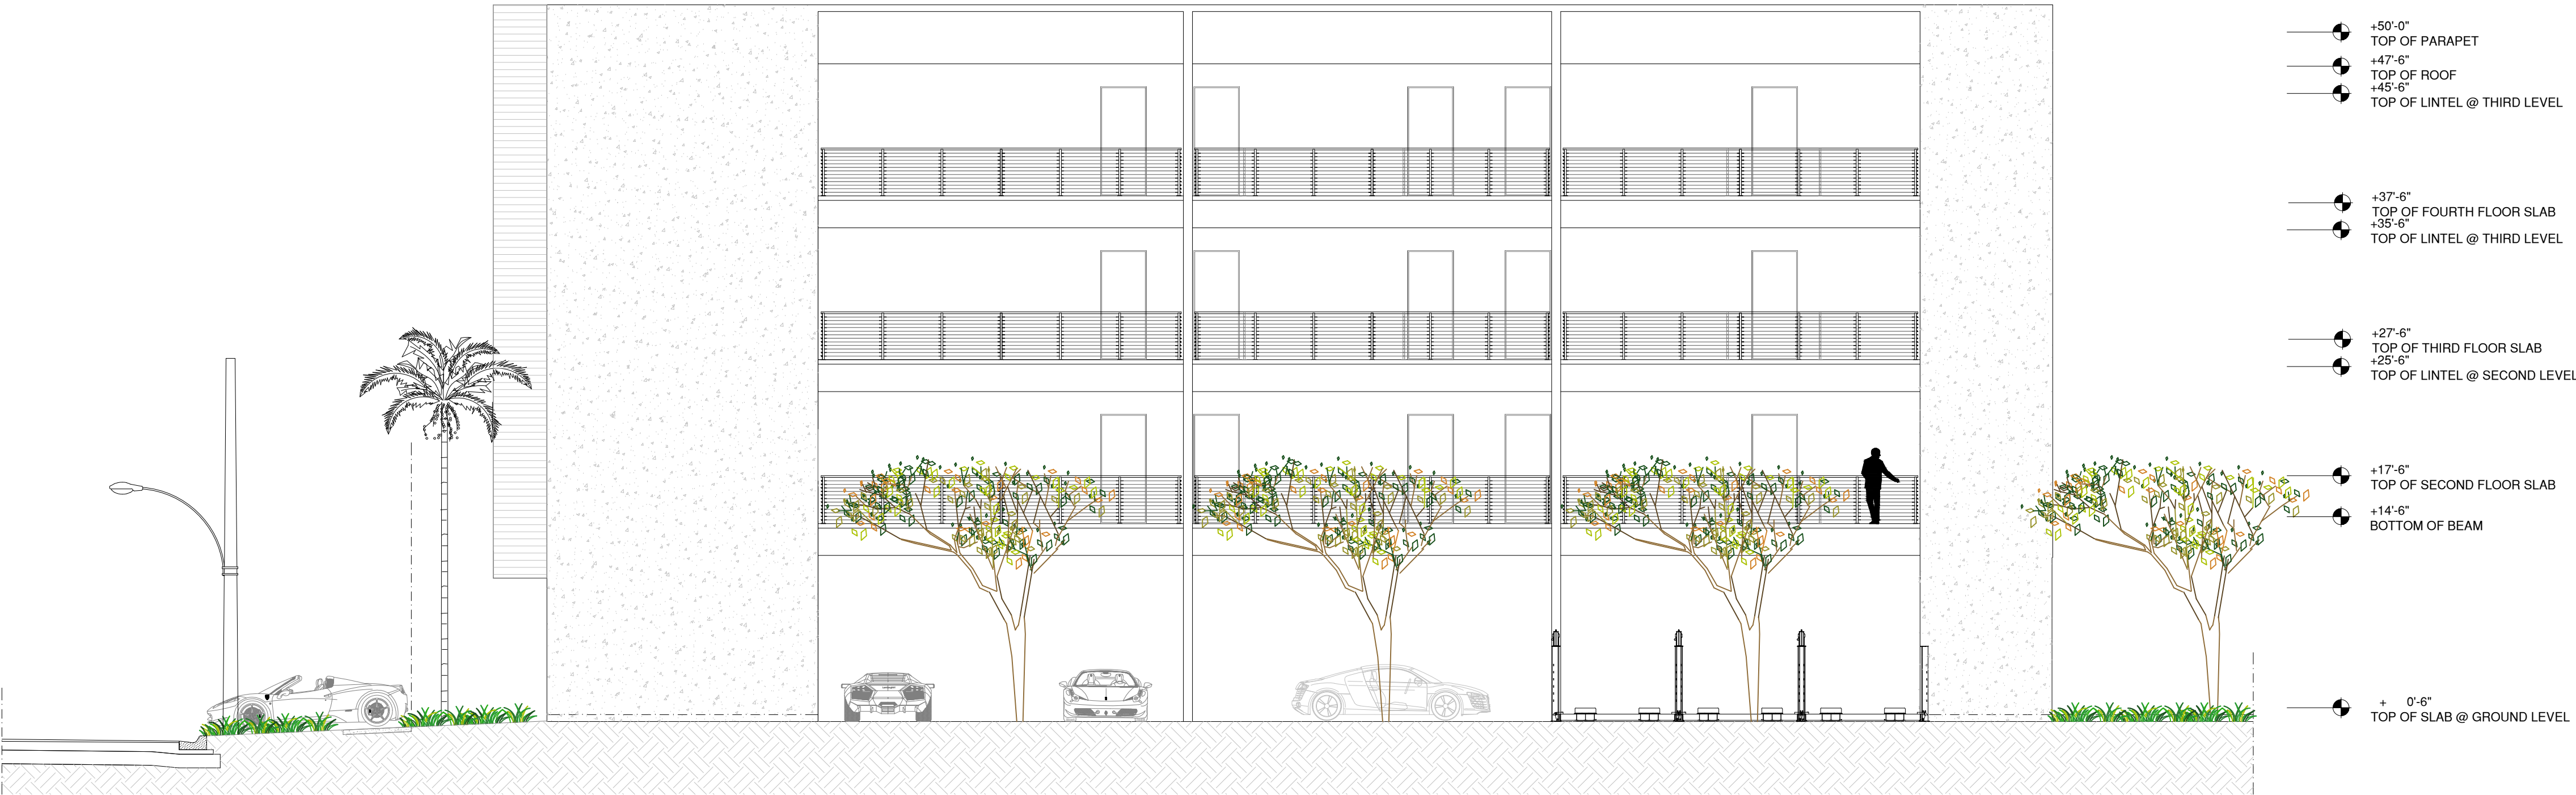 +50'-0"
TOP OF PARAPET
+47'-6"
TOP OF ROOF
+45'-6"
TOP OF LINTEL @ THIRD LEVEL
+37'-6"
TOP OF FOURTH FLOOR SLAB
+35'-6"
TOP OF LINTEL @ THIRD LEVEL
+27'-6"
TOP OF THIRD FLOOR SLAB
+25'-6"
TOP OF LINTEL @ SECOND LEVEL
+17'-6"
TOP OF SECOND FLOOR SLAB
+14'-6"
BOTTOM OF BEAM
+ 0'-6"
TOP OF SLAB @ GROUND LEVEL